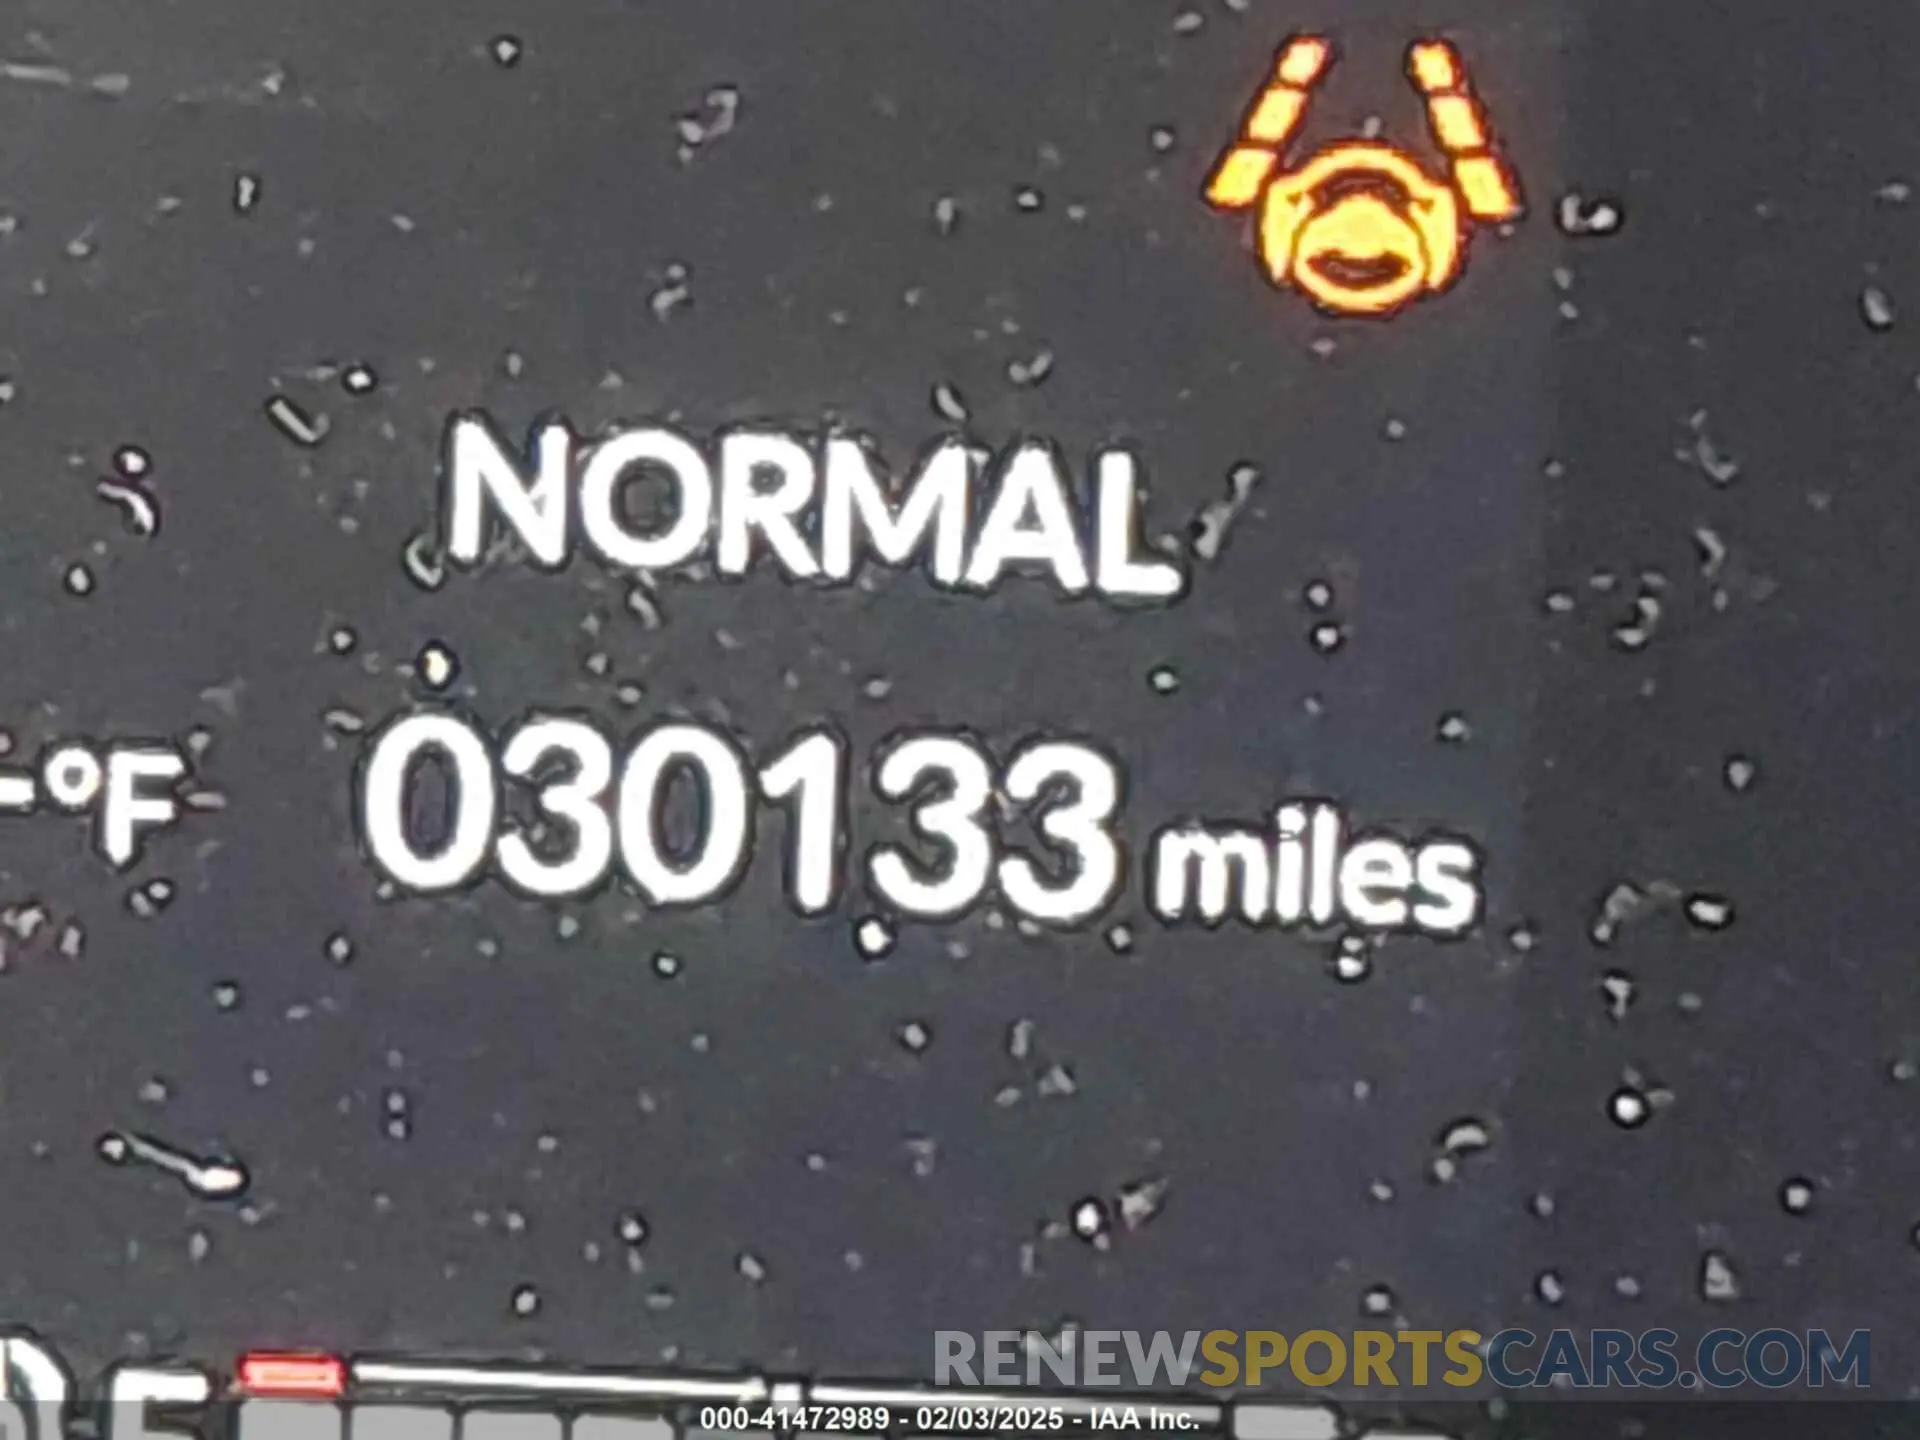 NORMAL
-°F 030133 miles
E
RENEWSPORTSCARS.COM
000-41472989 - 02/03/2025 - IAA Inc.